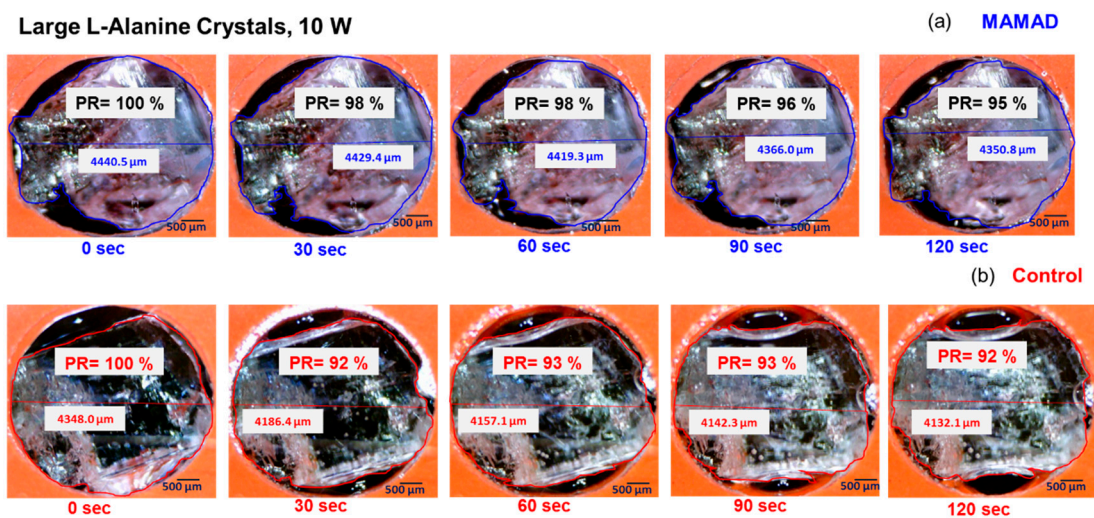 Large L-Alanine Crystals, 10 W
(a) MAMAD
PR= 100 %
PR= 98 %
PR= 98 %
PR= 96 %
PR= 95 %
4440.5 µm
4429.4 µm
4419.3 µm
4366.0 µm
4350.8 µm
500 µm
500 µm
500 µm
500 µm
500 µm
0 sec
30 sec
60 sec
90 sec
120 sec
(b) Control
PR= 100 %
PR= 92 %
PR= 93 %
PR= 93 %
PR= 92 %
4348.0 µm
4186.4 µm
4157.1 µm
4142.3 µm
4132.1 µm
500 µm
500 µm
500 µm
500 µm
500 µm
0 sec
30 sec
60 sec
90 sec
120 sec